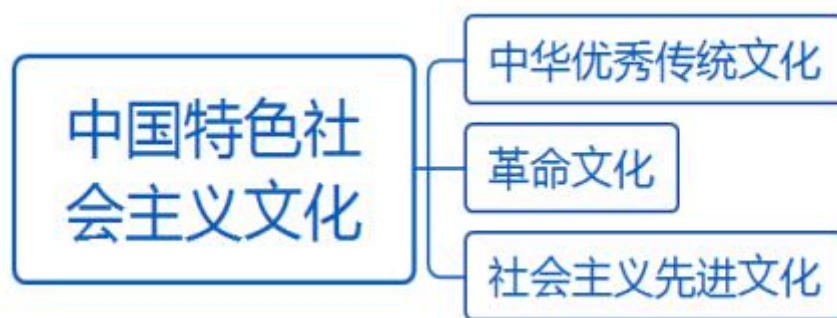 中国特色社
会主义文化
中华优秀传统文化
革命文化
社会主义先进文化